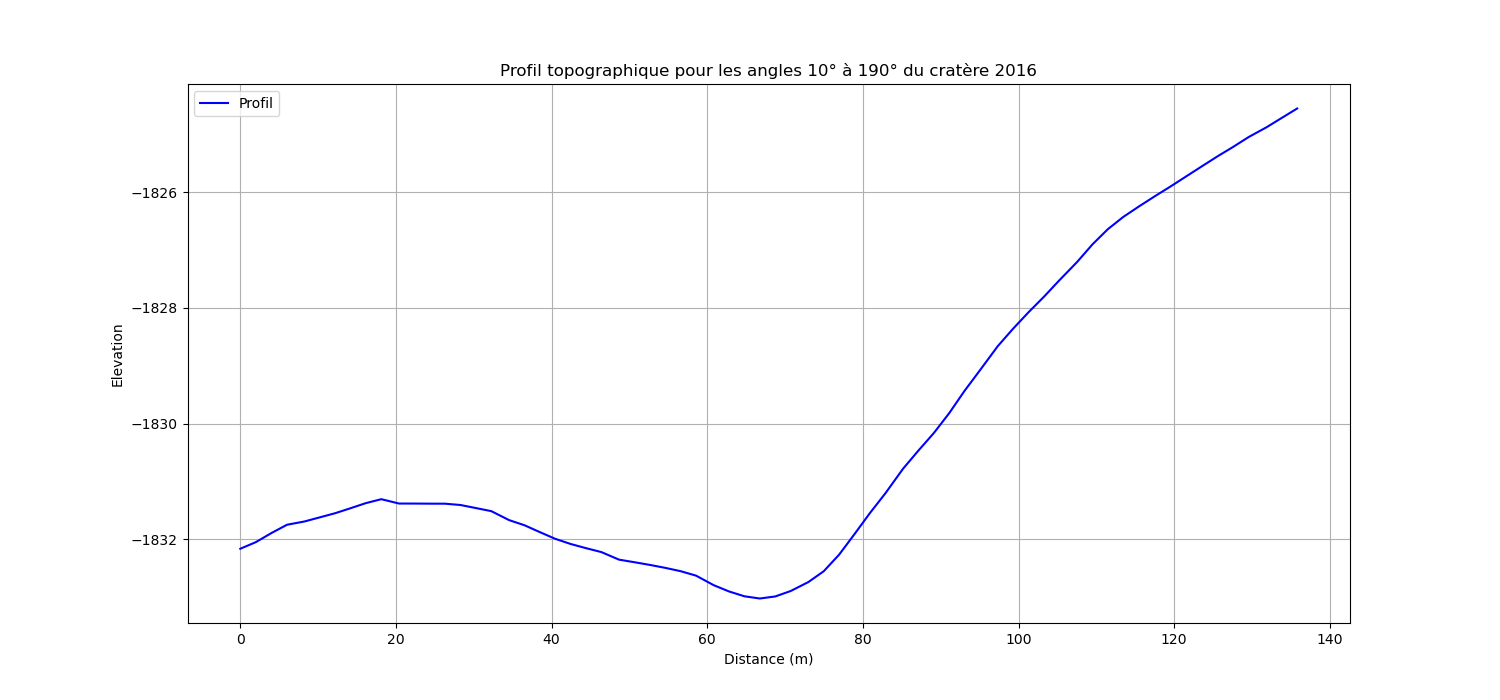 Profil topographique pour les angles 10° à 190° du cratère 2016
Profil
−1826
−1828
−1830
−1832
Elevation
0 20 40 60 80 100 120 140
Distance (m)